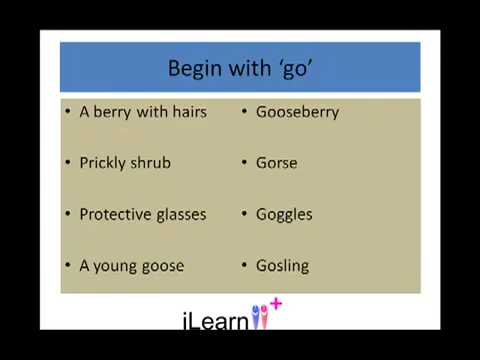 Begin with ‘go’
• A berry with hairs
• Gooseberry
• Prickly shrub
• Gorse
• Protective glasses
• Goggles
• A young goose
• Gosling
iLearn